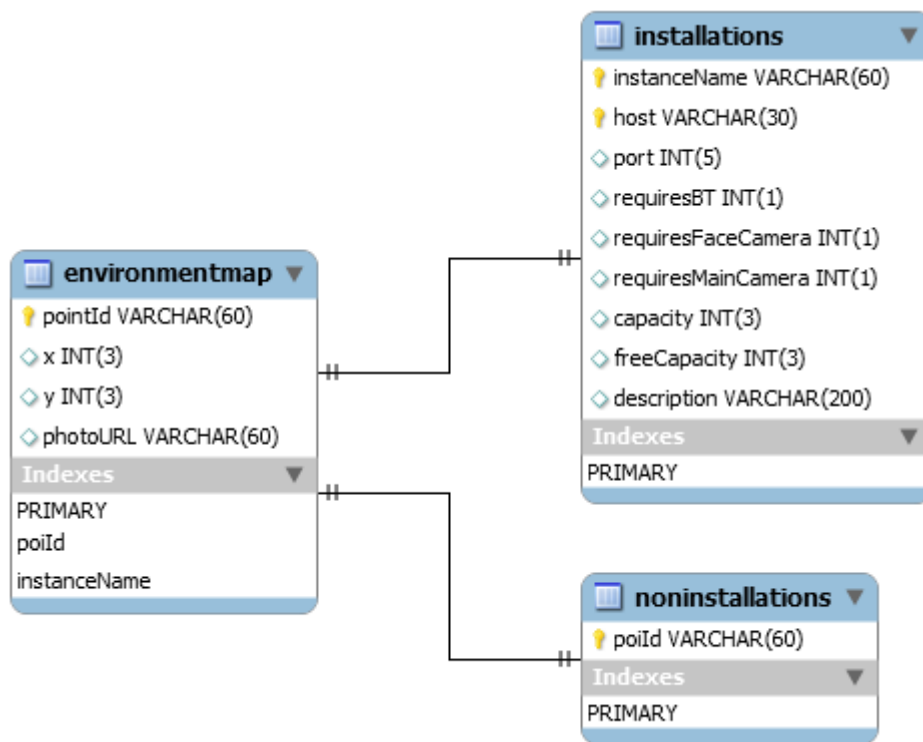 installations
instanceName VARCHAR(60)
host VARCHAR(30)
port INT(5)
requiresBT INT(1)
requiresFaceCamera INT(1)
requiresMainCamera INT(1)
capacity INT(3)
freeCapacity INT(3)
description VARCHAR(200)
Indexes
PRIMARY
environmentmap
pointId VARCHAR(60)
x INT(3)
y INT(3)
photoURL VARCHAR(60)
Indexes
PRIMARY
poiId
instanceName
noninstallations
poiId VARCHAR(60)
Indexes
PRIMARY